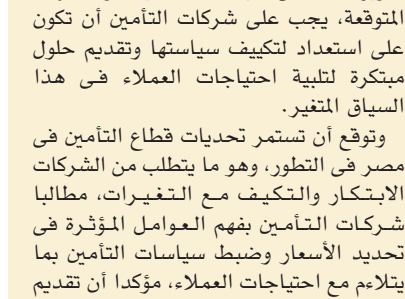 المتوقعة، يجب على شركات التأمين أن تكون
على استعداد لتكييف سياستها وتقديم حلول
مبتكرة لتلبية احتياجات العملاء فى هذا
السياق المتغير.
وتوقع أن تستمر تحديات قطاع التأمين فى
مصر فى التطور، وهو ما يتطلب من الشركات
الابتكار والتكيف مع التغيرات، مطالبا
شركات التأمين بفهم العوامل المؤثرة فى
تحديد الأسعار وضبط سياسات التأمين بما
يتلاءم مع احتياجات العملاء، مؤكدا أن تقديم